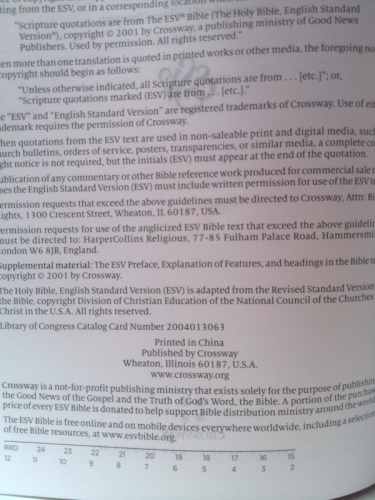 ting from the ESV, or in a corresponding location
"Scripture quotations are from The ESV® Bible (The Holy Bible, English Standard
Version®), copyright © 2001 by Crossway, a publishing ministry of Good News
Publishers. Used by permission. All rights reserved."
en more than one translation is quoted in printed works or other media, the foregoing no
opyright should begin as follows:
"Unless otherwise indicated, all Scripture quotations are from . . . [etc.]"; or,
"Scripture quotations marked (ESV) are from . . . [etc.]."
e "ESV" and "English Standard Version" are registered trademarks of Crossway. Use of ei
demark requires the permission of Crossway.
hen quotations from the ESV text are used in non-saleable print and digital media, suc
urch bulletins, orders of service, posters, transparencies, or similar media, a complete co
ght notice is not required, but the initials (ESV) must appear at the end of the quotation.
ublication of any commentary or other Bible reference work produced for commercial sale
ses the English Standard Version (ESV) must include written permission for use of the ESV te
ermission requests that exceed the above guidelines must be directed to Crossway, Attn: Bi
ights, 1300 Crescent Street, Wheaton, IL 60187, USA.
Permission requests for use of the anglicized ESV Bible text that exceed the above guidelin
must be directed to: HarperCollins Religious, 77-85 Fulham Palace Road, Hammersmi
London W6 8JB, England.
Supplemental material: The ESV Preface, Explanation of Features, and headings in the Bible te
copyright © 2001 by Crossway.
The Holy Bible, English Standard Version (ESV) is adapted from the Revised Standard Version
the Bible, copyright Division of Christian Education of the National Council of the Churches
Christ in the U.S.A. All rights reserved.
Library of Congress Catalog Card Number 2004013063
Printed in China
Published by Crossway
Wheaton, Illinois 60187, U.S.A.
www.crossway.org
Crossway is a not-for-profit publishing ministry that exists solely for the purpose of publishing
the Good News of the Gospel and the Truth of God's Word, the Bible. A portion of the purchase
price of every ESV Bible is donated to help support Bible distribution ministry around the world
The ESV Bible is free online and on mobile devices everywhere worldwide, including a selection
of free Bible resources, at www.esvbible.org.
RRD 24 23 22 21 20 19 18 17 16 15
12 11 10 9 8 7 6 5 4 3 2